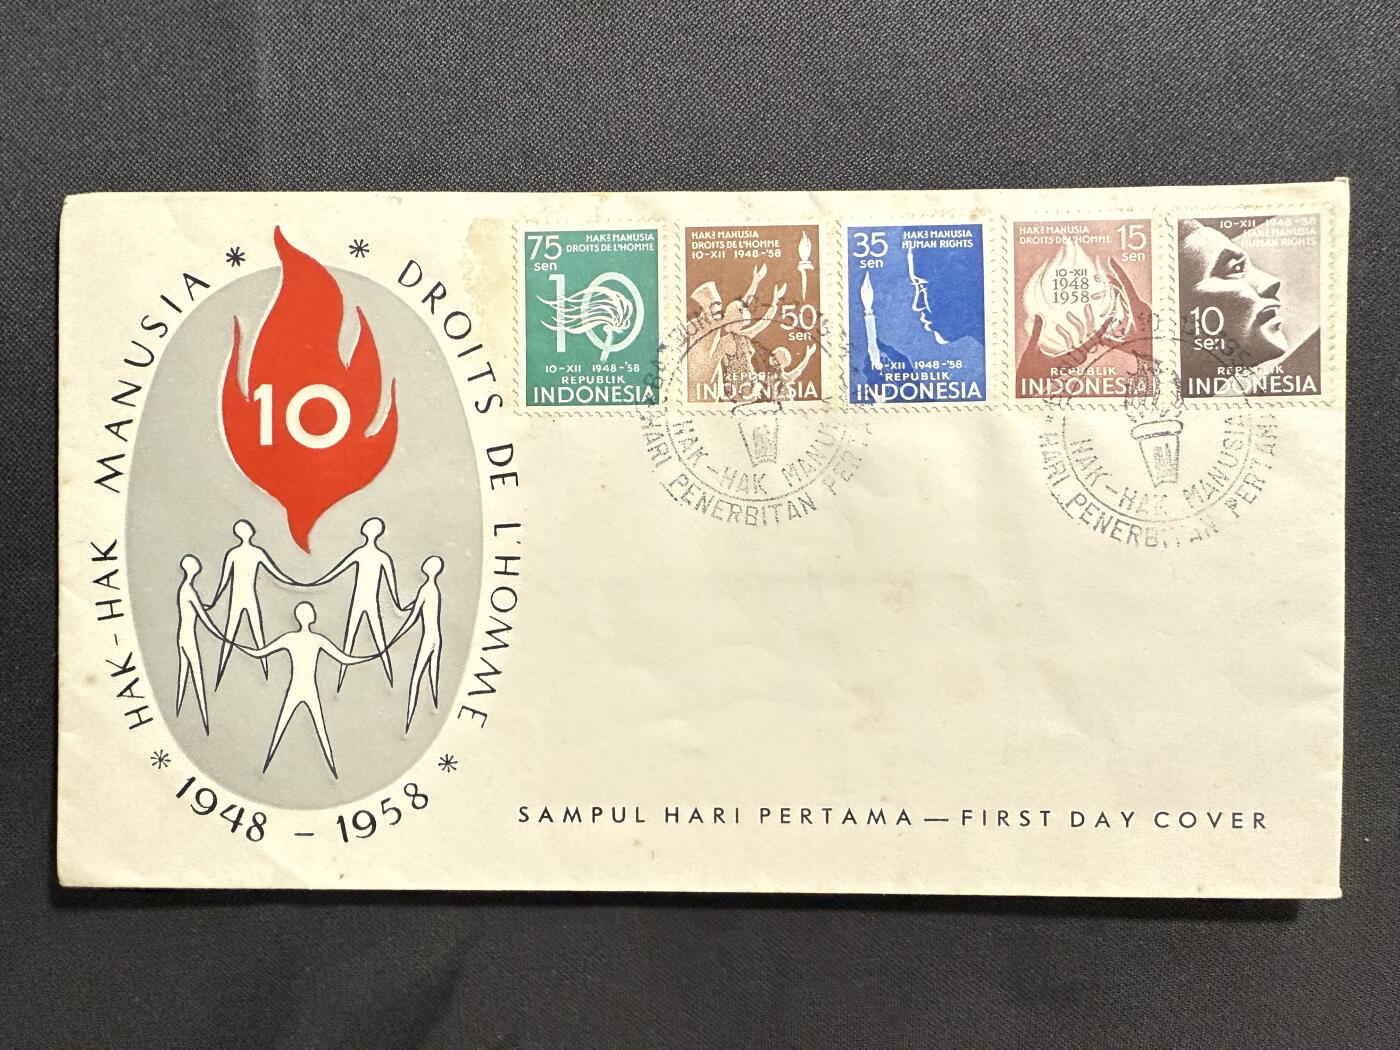 HAK-HAK MANUSIA * * DROITS DE L'HOMME
10
* 1948 - 1958 *
75
sen
HAK2 MANUSIA
DROITS DE L'HOMME
10
10-XII 1948-'58
REPUBLIK
INDONESIA
HAK2 MANUSIA
DROITS DE L'HOMME
10-XII 1948-'58
50
sen
REPUBLIK
INDONESIA
35
sen
HAK2 MANUSIA
HUMAN RIGHTS
10-XII 1948-'58
REPUBLIK
INDONESIA
HAK2 MANUSIA
DROITS DE L'HOMME
15
sen
10-XII
1948
1958
REPUBLIK
INDONESIA
10-XII 1948-'58
HAK2 MANUSIA
HUMAN RIGHTS
10
sen
REPUBLIK
INDONESIA
HAK-HAK MANUSIA
HARI PENERBITAN PERTAMA
HAK-HAK MANUSIA
HARI PENERBITAN PERTAMA
SAMPUL HARI PERTAMA — FIRST DAY COVER